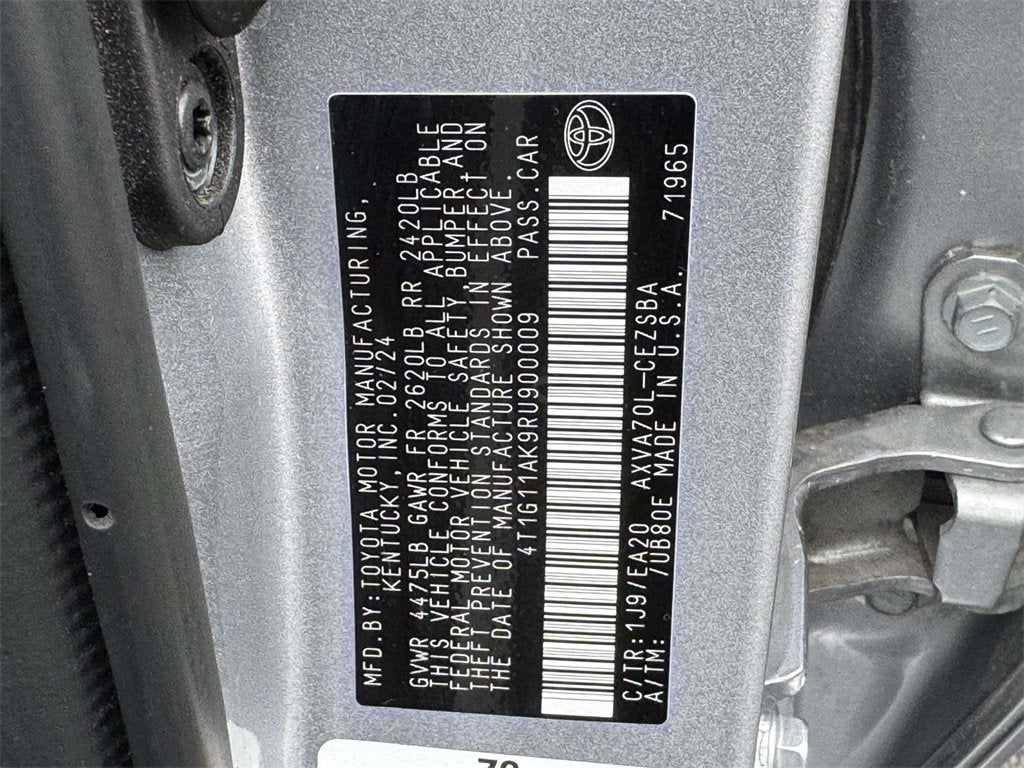 MFD.BY:TOYOTA MOTOR MANUFACTURING,
KENTUCKY, INC. 02/24
GVWR 4475LB GAWR FR 2620LB RR 2420LB
THIS VEHICLE CONFORMS TO ALL APPLICABLE
FEDERAL MOTOR VEHICLE SAFETY,BUMPER AND
THEFT PREVENTION STANDARDS IN EFFECT ON
THE DATE OF MANUFACTURE SHOWN ABOVE.
4T1G11AK9RU900009 PASS.CAR
C/TR:1J9/EA20 AXVA70L-CEZSBA
A/TM: /UB80E MADE IN U.S.A. 71965